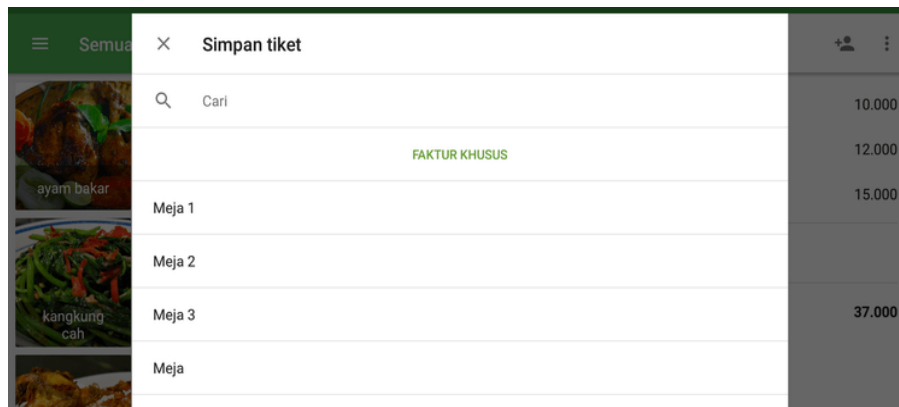 Semua
Simpan tiket
Cari
FAKTUR KHUSUS
Meja 1
Meja 2
Meja 3
Meja
ayam bakar
kangkung
cah
10.000
12.000
15.000
37.000